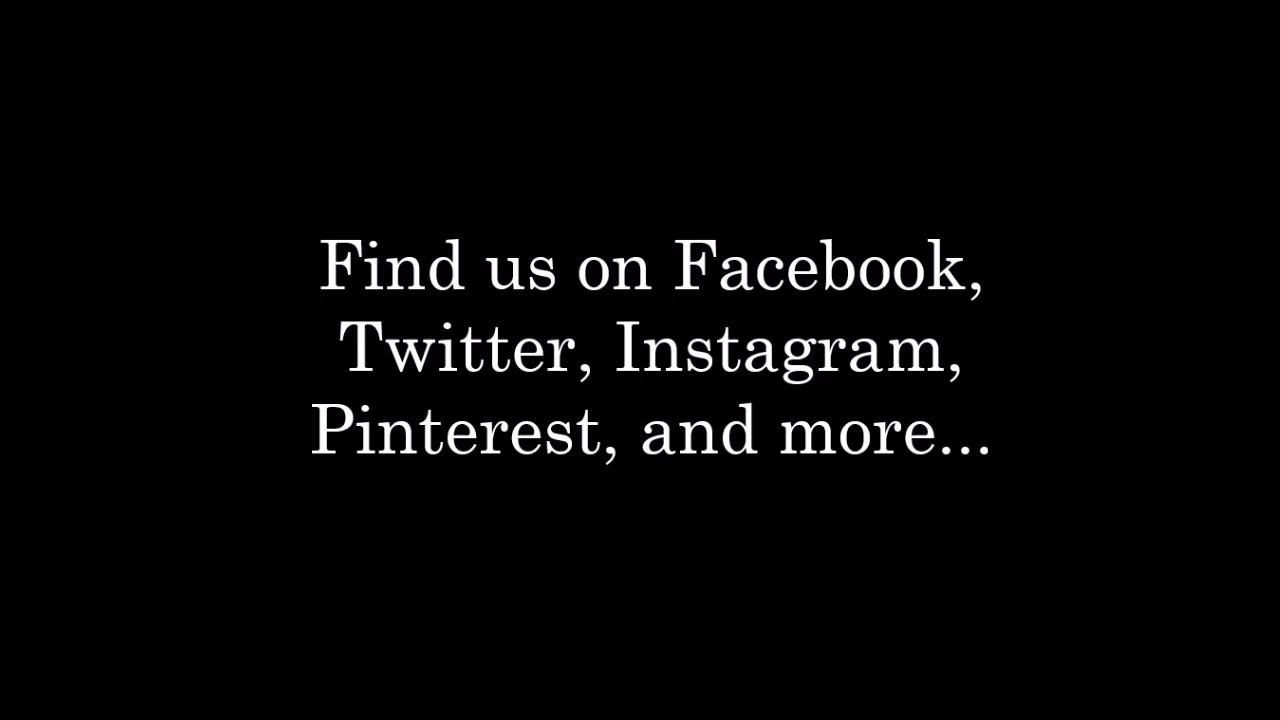 Find us on Facebook,
Twitter, Instagram,
Pinterest, and more...